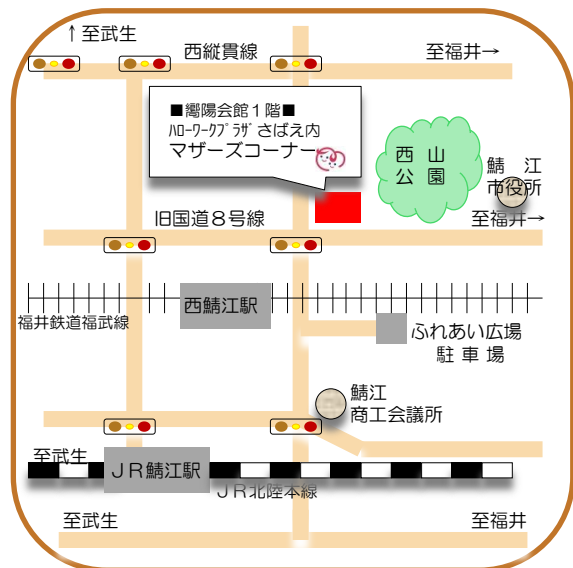 ↑至武生
西縦貫線
至福井→
■嚮陽会館１階■
ﾊﾛｰﾜｰｸﾌﾟﾗｻﾞさばえ内
マザーズコーナー
西山
公園
鯖江
市役所
旧国道８号線
至福井→
西鯖江駅
福井鉄道福武線
ふれあい広場
駐車場
鯖江
商工会議所
至武生
ＪＲ鯖江駅
ＪＲ北陸本線
至武生
至福井